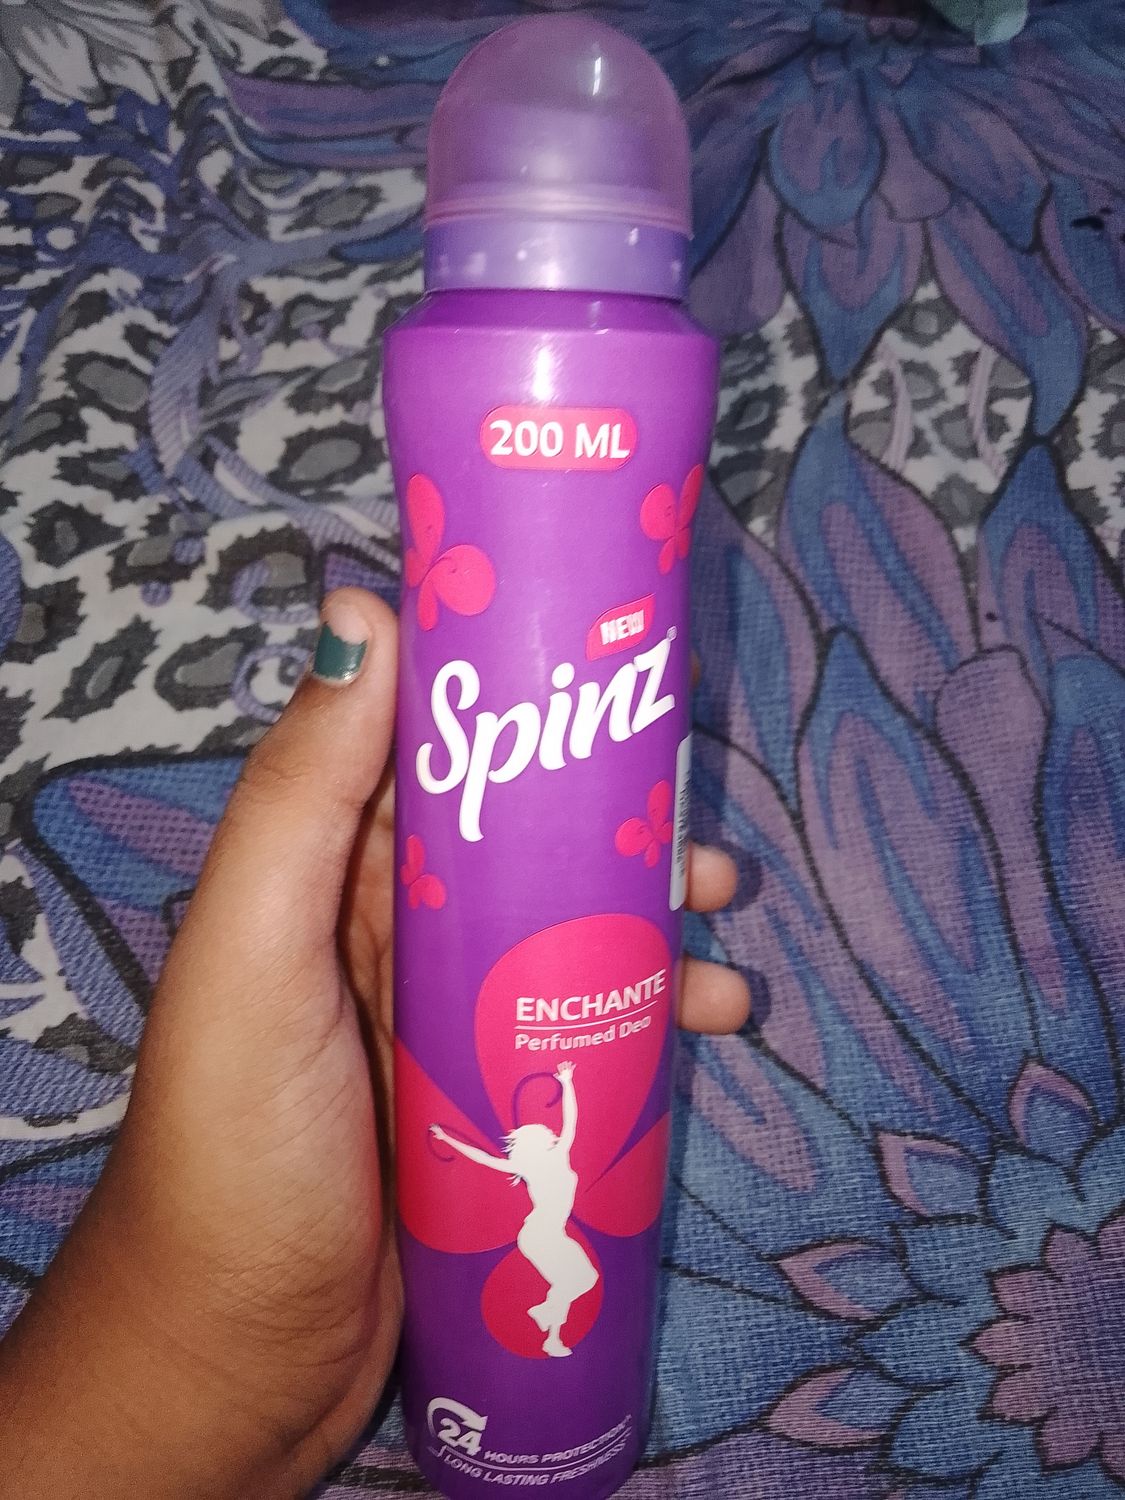 200 ML
NEW
Spinz®
ENCHANTE
Perfumed Deo
24 HOURS PROTECTION
LONG LASTING FRESHNESS